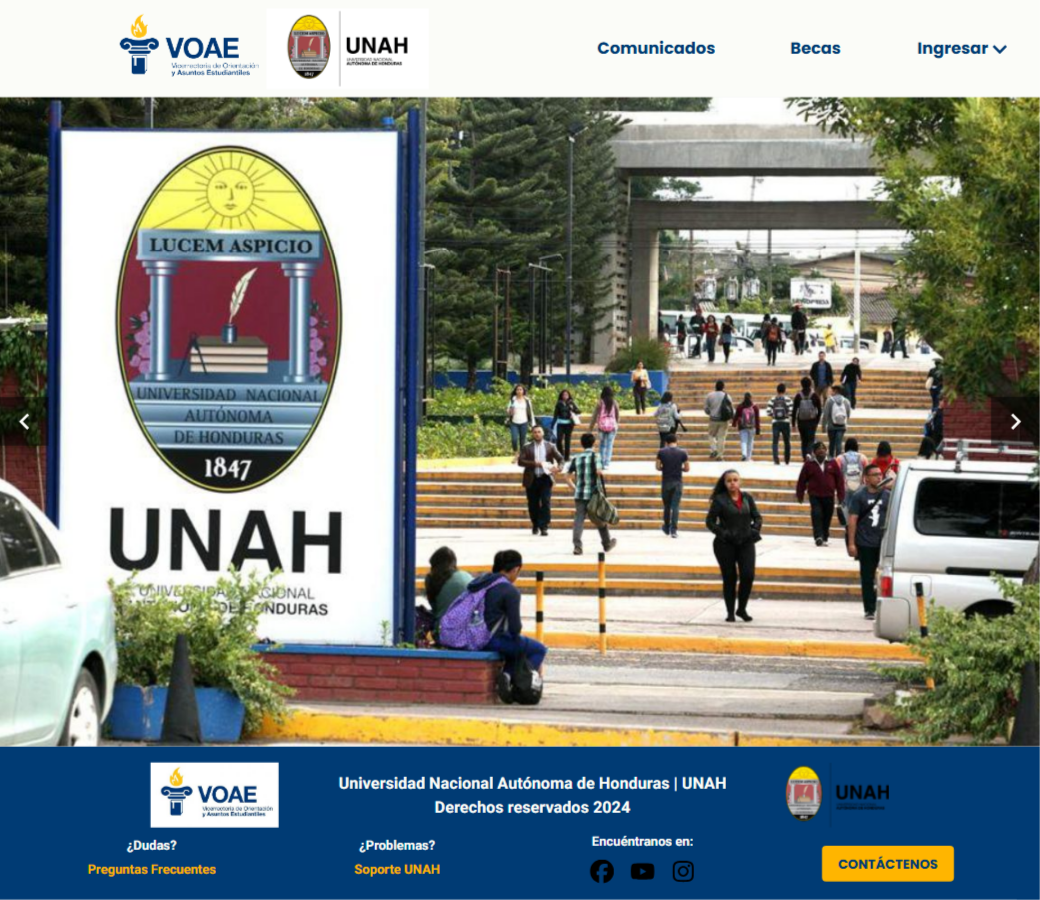 VOAE
Vicerrectoría de Orientación
y Asuntos Estudiantiles
1847
UNAH
UNIVERSIDAD NACIONAL
AUTÓNOMA DE HONDURAS
Comunicados
Becas
Ingresar
LUCEM ASPICIO
UNIVERSIDAD NACIONAL
AUTÓNOMA
DE HONDURAS
1847
UNAH
UNIVERSIDAD NACIONAL
AUTÓNOMA DE HONDURAS
VOAE
Vicerrectoría de Orientación
y Asuntos Estudiantiles
Universidad Nacional Autónoma de Honduras | UNAH
Derechos reservados 2024
UNAH
¿Dudas?
Preguntas Frecuentes
¿Problemas?
Soporte UNAH
Encuéntranos en:
CONTÁCTENOS